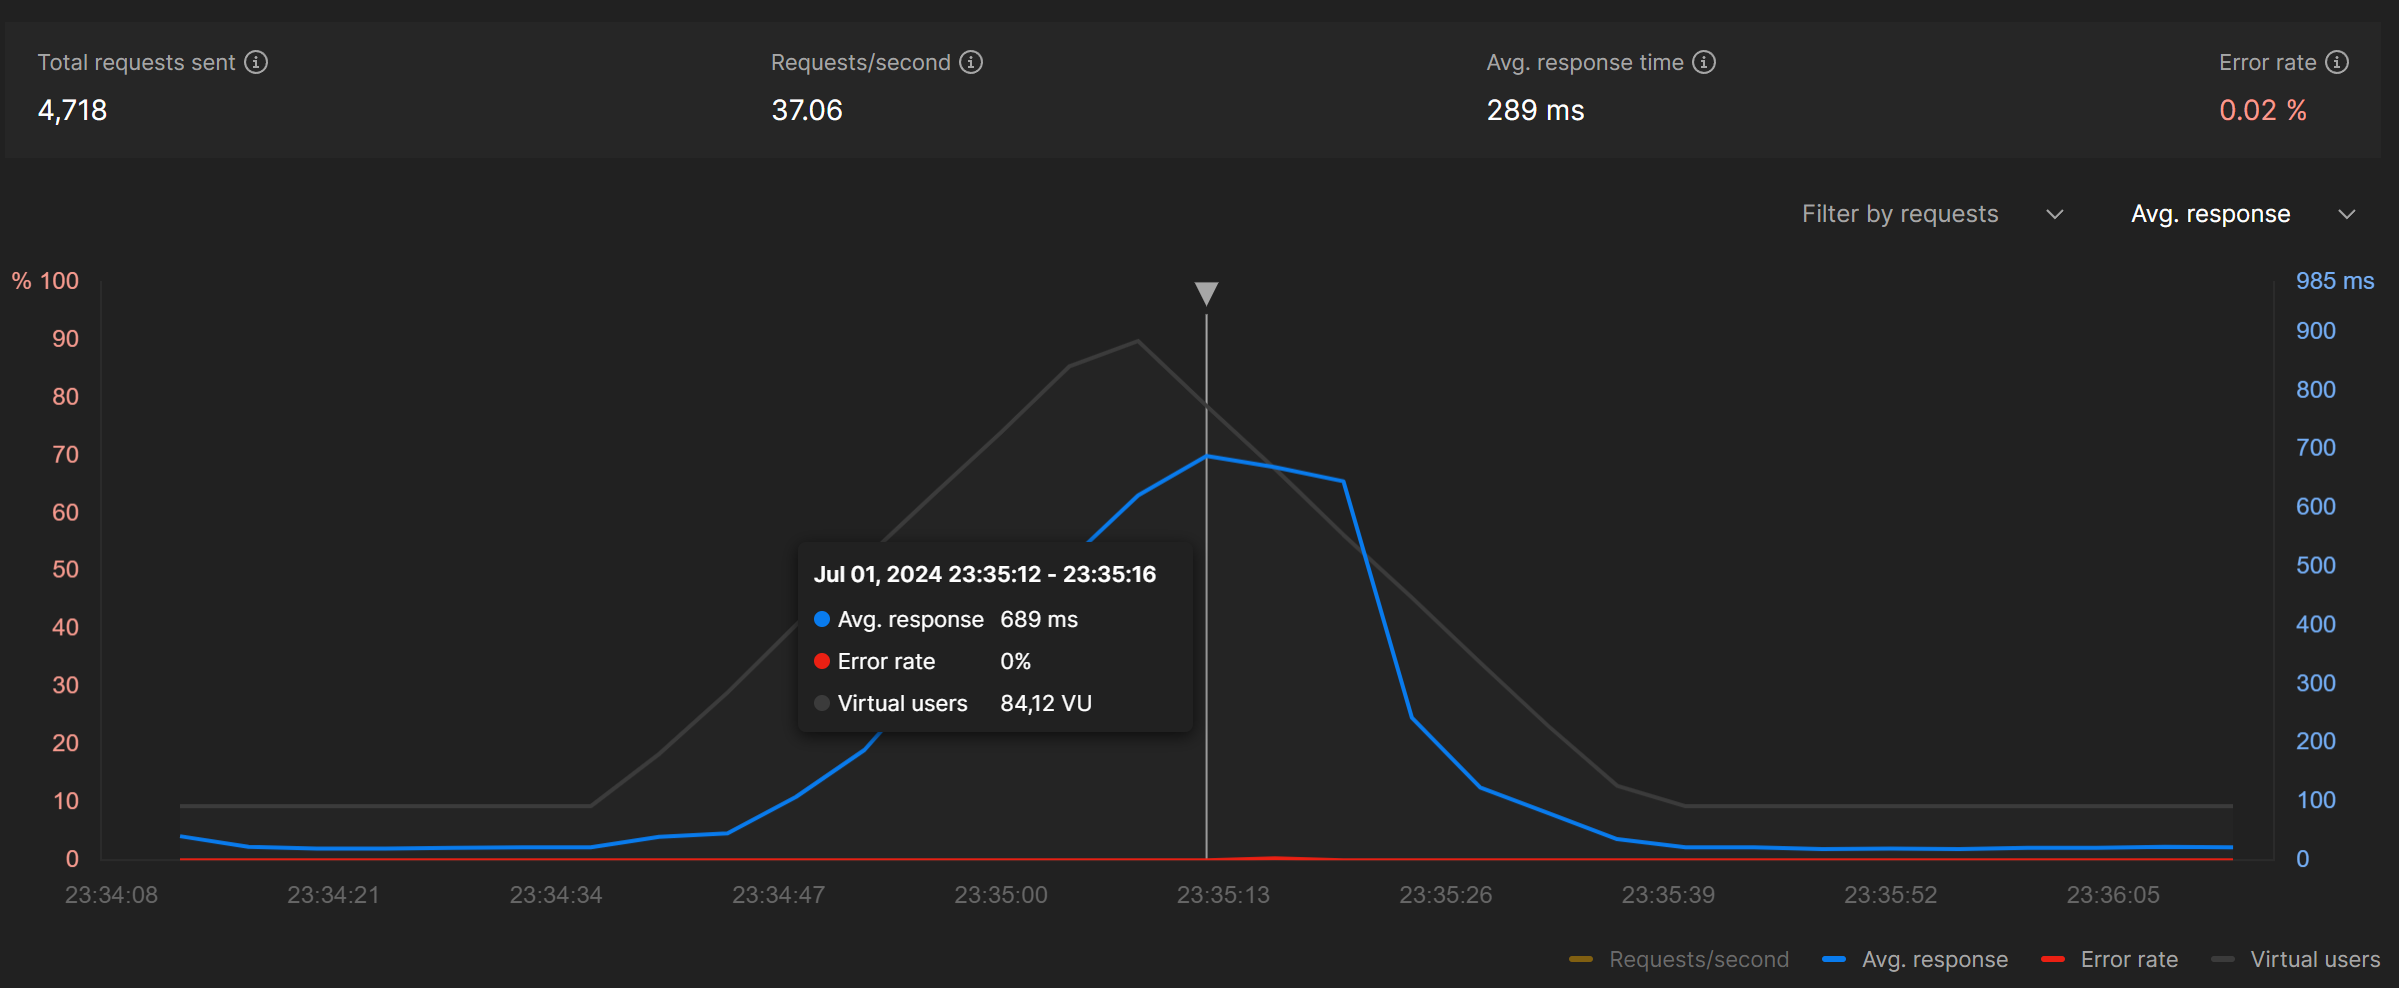 Total requests sent
4,718
Requests/second
37.06
Avg. response time
289 ms
Error rate
0.02 %
Filter by requests
Avg. response
% 100
90
80
70
60
50
40
30
20
10
0
985 ms
900
800
700
600
500
400
300
200
100
0
Jul 01, 2024 23:35:12 - 23:35:16
Avg. response 689 ms
Error rate 0%
Virtual users 84,12 VU
23:34:08 23:34:21 23:34:34 23:34:47 23:35:00 23:35:13 23:35:26 23:35:39 23:35:52 23:36:05
Requests/second Avg. response Error rate Virtual users